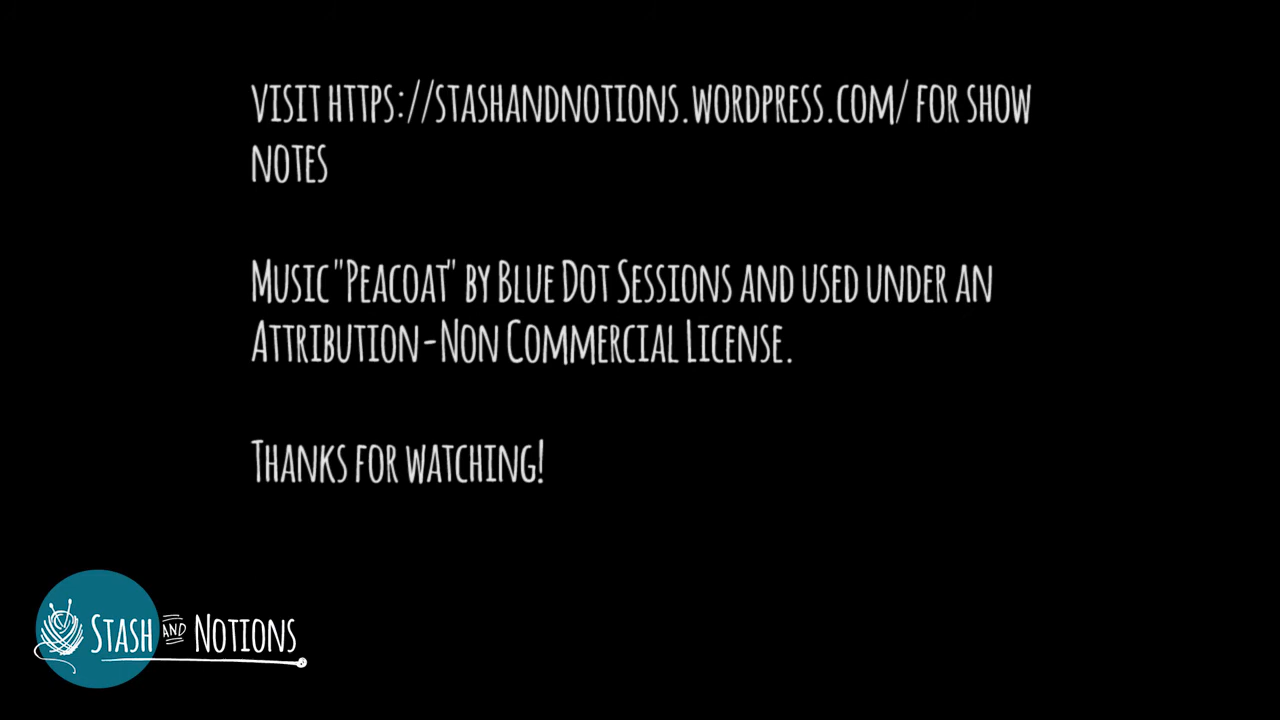 VISIT HTTPS://STASHANDNOTIONS.WORDPRESS.COM/ FOR SHOW
NOTES
MUSIC "PEACOAT" BY BLUE DOT SESSIONS AND USED UNDER AN
ATTRIBUTION-NON COMMERCIAL LICENSE.
THANKS FOR WATCHING!
STASH AND NOTIONS